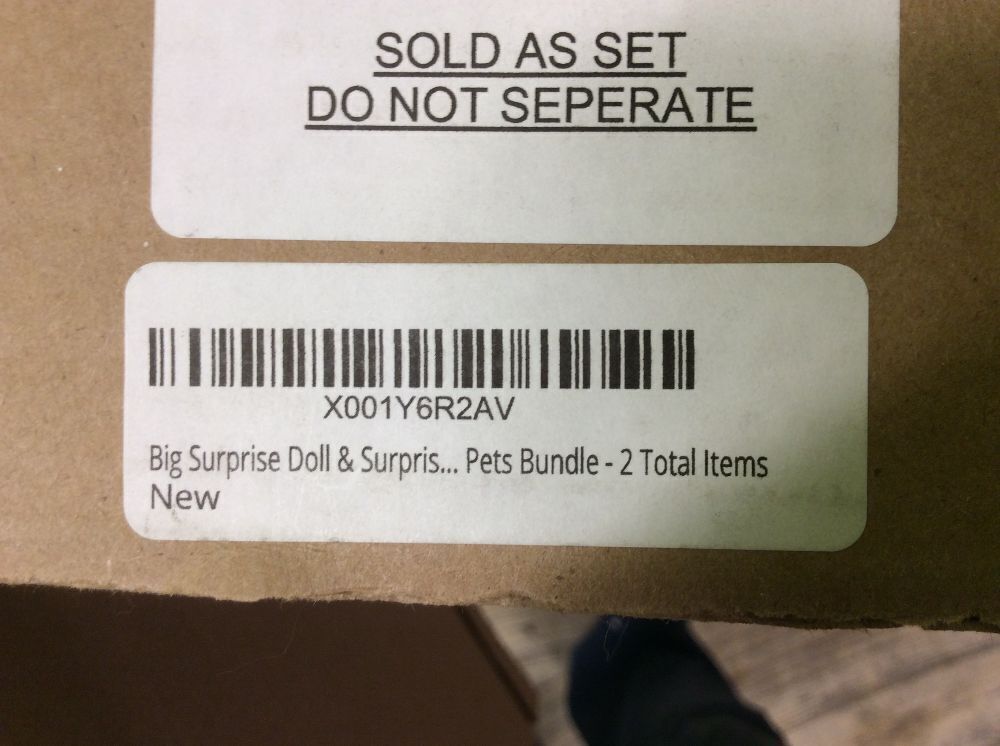 SOLD AS SET
DO NOT SEPERATE
X001Y6R2AV
Big Surprise Doll & Surpris... Pets Bundle - 2 Total Items
New